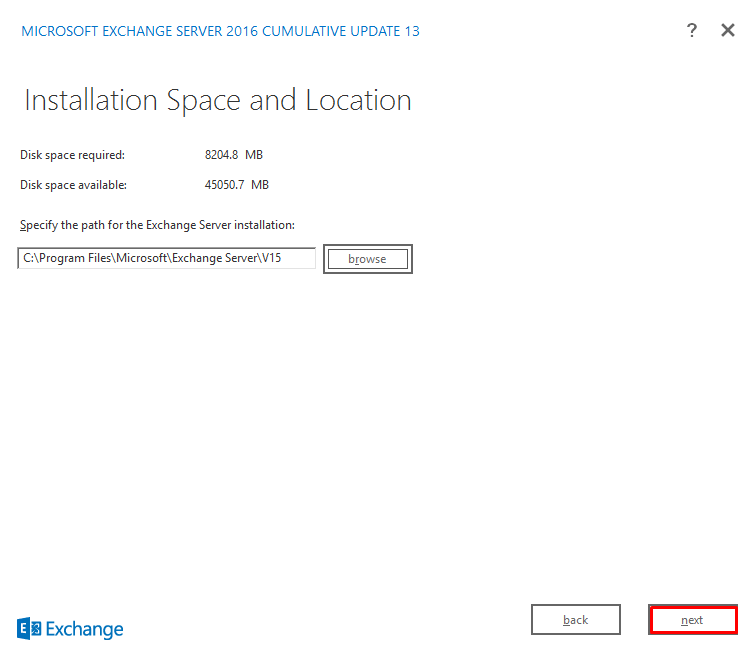 MICROSOFT EXCHANGE SERVER 2016 CUMULATIVE UPDATE 13
?
Installation Space and Location
Disk space required: 8204.8 MB
Disk space available: 45050.7 MB
Specify the path for the Exchange Server installation:
C:\Program Files\Microsoft\Exchange Server\V15 browse
back next
Exchange